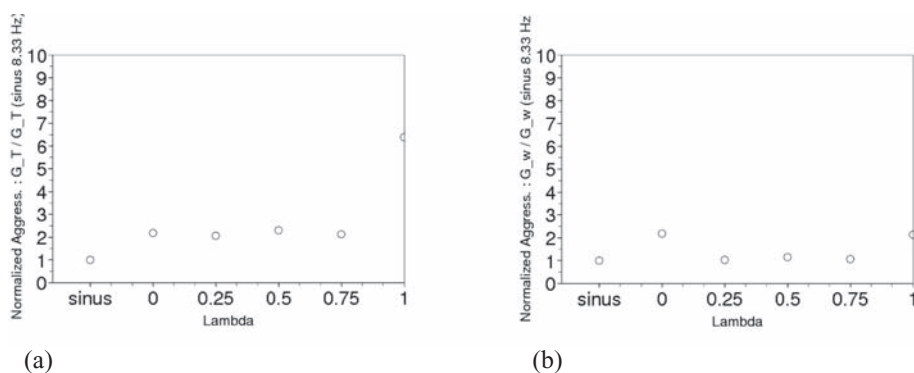 Normalized Aggress. : G_T / G_T (sinus 8.33 Hz)
10
9
8
7
6
5
4
3
2
1
0
sinus 0 0.25 0.5 0.75 1
Lambda
(a)
Normalized Aggress. : G_w / G_w (sinus 8.33 Hz
10
9
8
7
6
5
4
3
2
1
0
sinus 0 0.25 0.5 0.75 1
Lambda
(b)